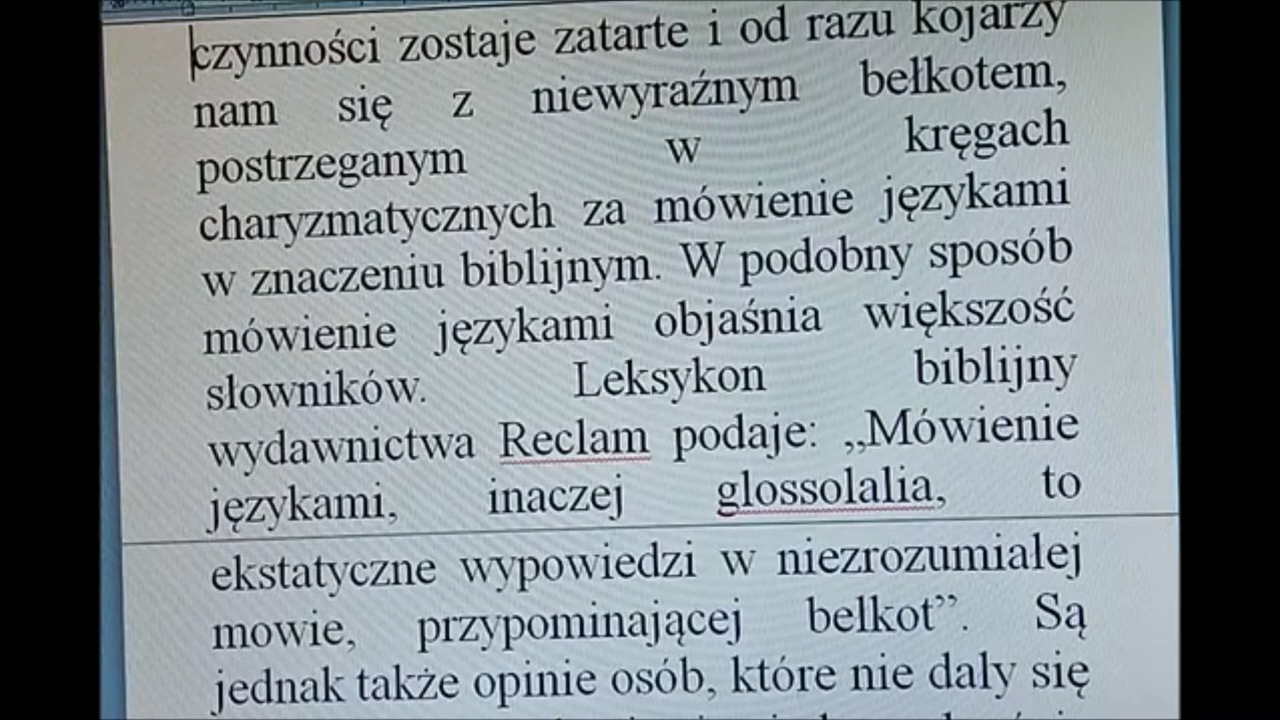 czynności zostaje zatarte i od razu kojarzy
nam się z niewyraźnym bełkotem,
postrzeganym w kręgach
charyzmatycznych za mówienie językami
w znaczeniu biblijnym. W podobny sposób
mówienie językami objaśnia większość
słowników. Leksykon biblijny
wydawnictwa Reclam podaje: „Mówienie
językami, inaczej glossolalia, to
ekstatyczne wypowiedzi w niezrozumiałej
mowie, przypominającej bełkot”. Są
jednak także opinie osób, które nie dały się